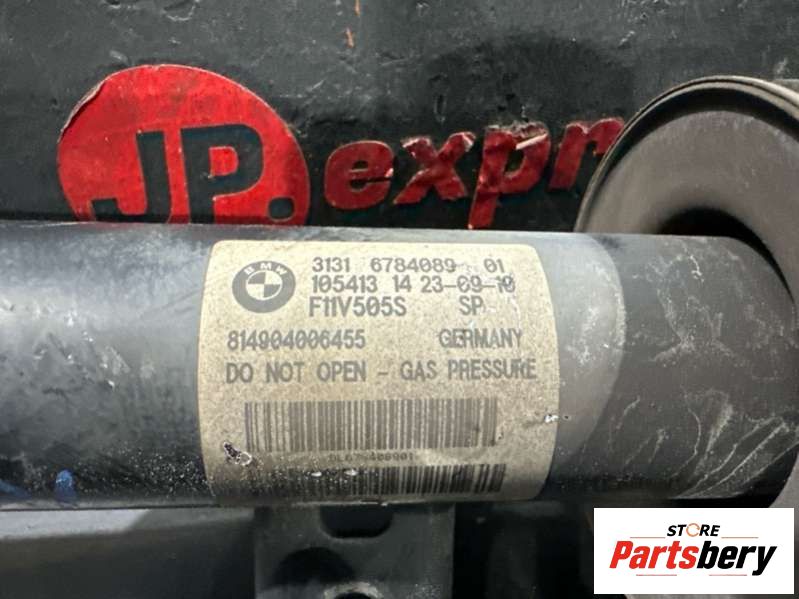 JP.expr
BMW
3131 6784089 01
105413 14 23-09-10
F11V505S SP
814904006455 GERMANY
DO NOT OPEN - GAS PRESSURE
STORE
Partsbery